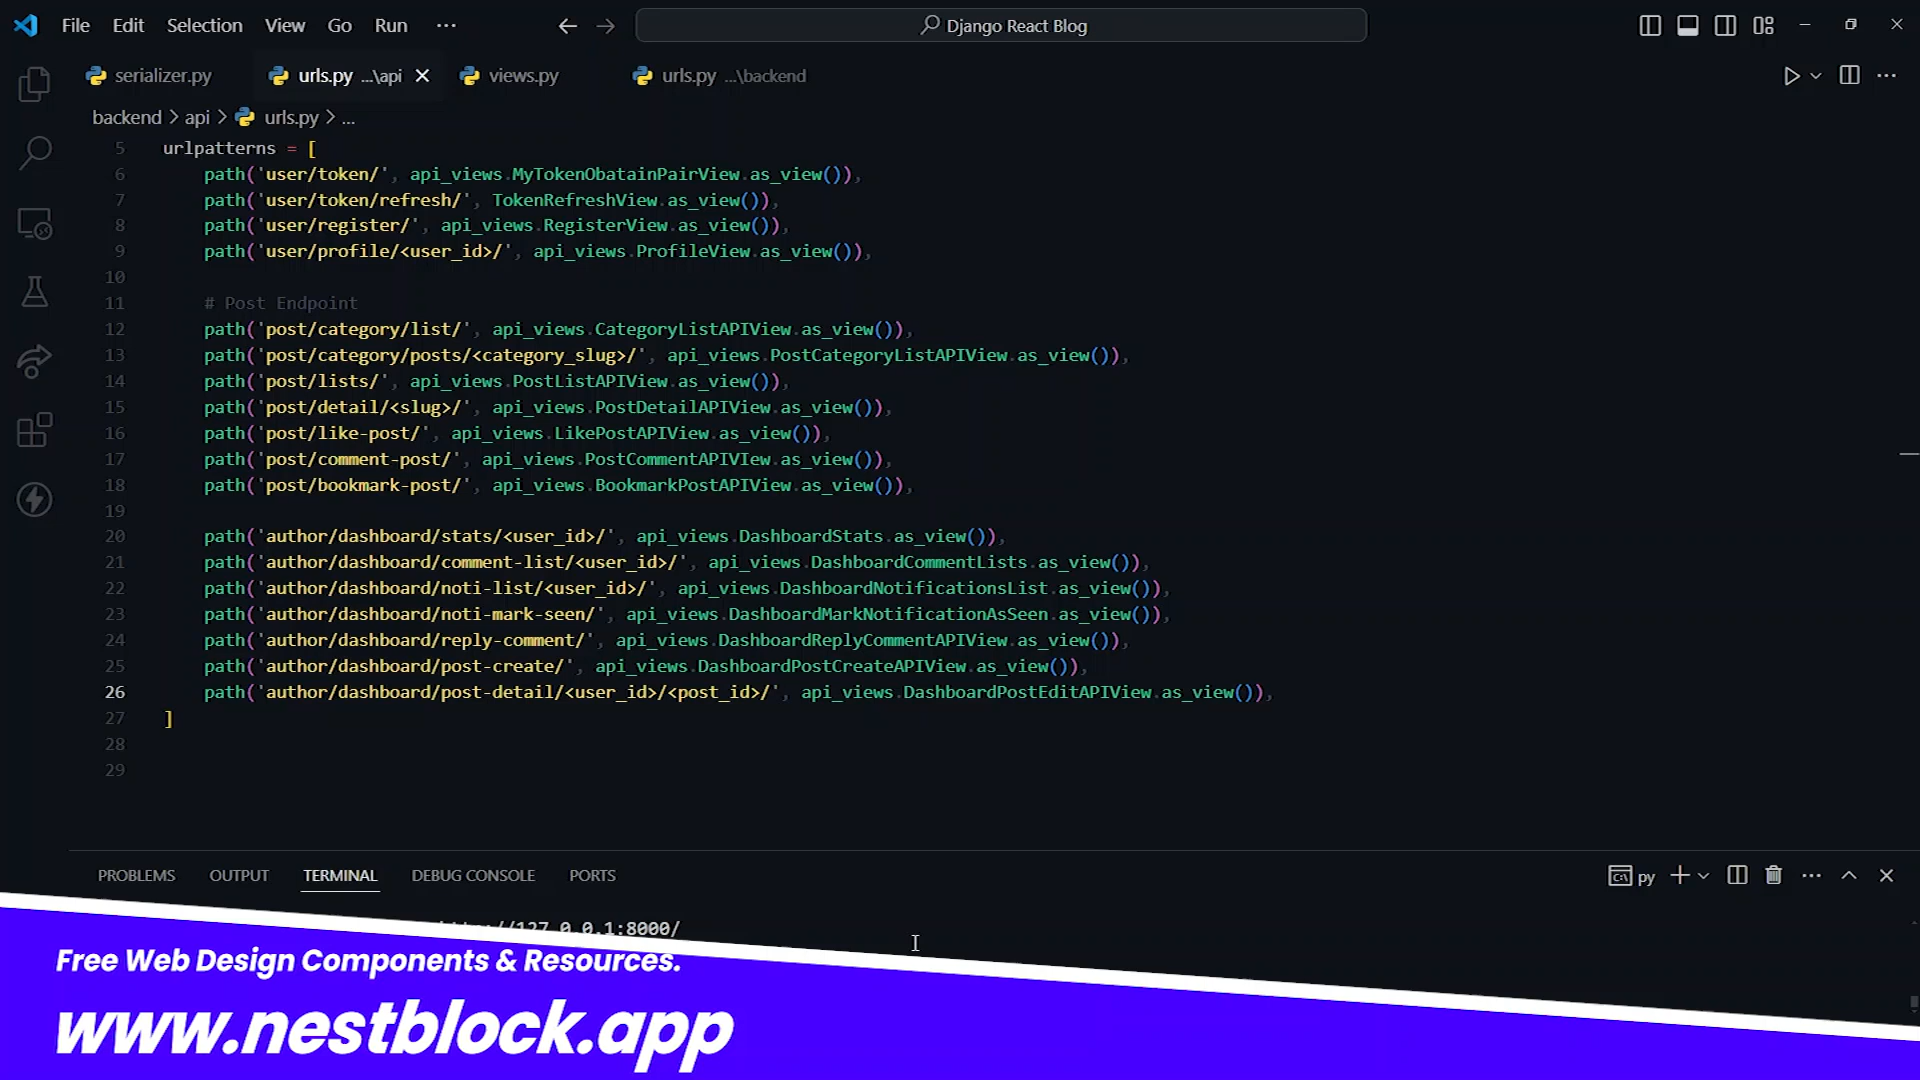 File Edit Selection View Go Run ···
Django React Blog
serializer.py urls.py ...\api views.py urls.py ...\backend
backend > api > urls.py > ...
5 urlpatterns = [
6 path('user/token/', api_views.MyTokenObatainPairView.as_view()),
7 path('user/token/refresh/', TokenRefreshView.as_view()),
8 path('user/register/', api_views.RegisterView.as_view()),
9 path('user/profile/<user_id>/', api_views.ProfileView.as_view()),
10
11 # Post Endpoint
12 path('post/category/list/', api_views.CategoryListAPIView.as_view()),
13 path('post/category/posts/<category_slug>/', api_views.PostCategoryListAPIView.as_view()),
14 path('post/lists/', api_views.PostListAPIView.as_view()),
15 path('post/detail/<slug>/', api_views.PostDetailAPIView.as_view()),
16 path('post/like-post/', api_views.LikePostAPIView.as_view()),
17 path('post/comment-post/', api_views.PostCommentAPIVIew.as_view()),
18 path('post/bookmark-post/', api_views.BookmarkPostAPIView.as_view()),
19
20 path('author/dashboard/stats/<user_id>/', api_views.DashboardStats.as_view()),
21 path('author/dashboard/comment-list/<user_id>/', api_views.DashboardCommentLists.as_view()),
22 path('author/dashboard/noti-list/<user_id>/', api_views.DashboardNotificationsList.as_view()),
23 path('author/dashboard/noti-mark-seen/', api_views.DashboardMarkNotificationAsSeen.as_view()),
24 path('author/dashboard/reply-comment/', api_views.DashboardReplyCommentAPIView.as_view()),
25 path('author/dashboard/post-create/', api_views.DashboardPostCreateAPIView.as_view()),
26 path('author/dashboard/post-detail/<user_id>/<post_id>/', api_views.DashboardPostEditAPIView.as_view()),
27 ]
28
29
PROBLEMS OUTPUT TERMINAL DEBUG CONSOLE PORTS py
//127.0.0.1:8000/
Free Web Design Components & Resources.
www.nestblock.app